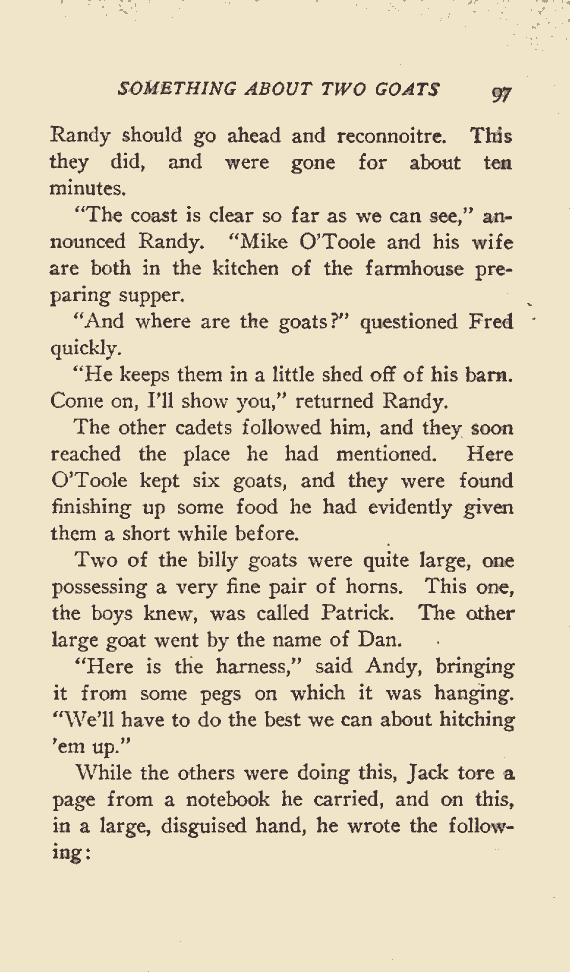 SOMETHING ABOUT TWO GOATS 97
Randy should go ahead and reconnoitre. This
they did, and were gone for about ten
minutes.
“The coast is clear so far as we can see,” an-
nounced Randy. “Mike O’Toole and his wife
are both in the kitchen of the farmhouse pre-
paring supper.
“And where are the goats?” questioned Fred
quickly.
“He keeps them in a little shed off of his barn.
Come on, I’ll show you,” returned Randy.
The other cadets followed him, and they soon
reached the place he had mentioned. Here
O’Toole kept six goats, and they were found
finishing up some food he had evidently given
them a short while before.
Two of the billy goats were quite large, one
possessing a very fine pair of horns. This one,
the boys knew, was called Patrick. The other
large goat went by the name of Dan.
“Here is the harness,” said Andy, bringing
it from some pegs on which it was hanging.
“We’ll have to do the best we can about hitching
’em up.”
While the others were doing this, Jack tore a
page from a notebook he carried, and on this,
in a large, disguised hand, he wrote the follow-
ing: